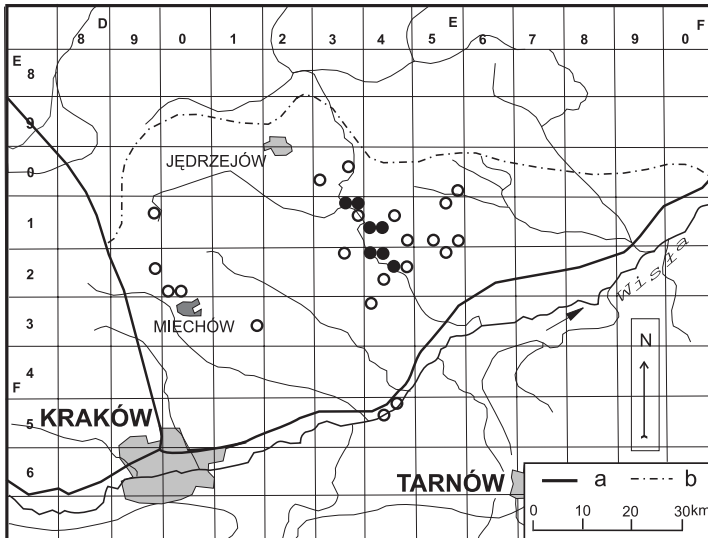 D E F
8 9 0 1 2 3 4 5 6 7 8 9 0
E
8
9
JĘDRZEJÓW
0
1
2
Wisła
MIECHÓW
3
N
4
F
KRAKÓW
5
6
TARNÓW
a b
0 10 20 30km